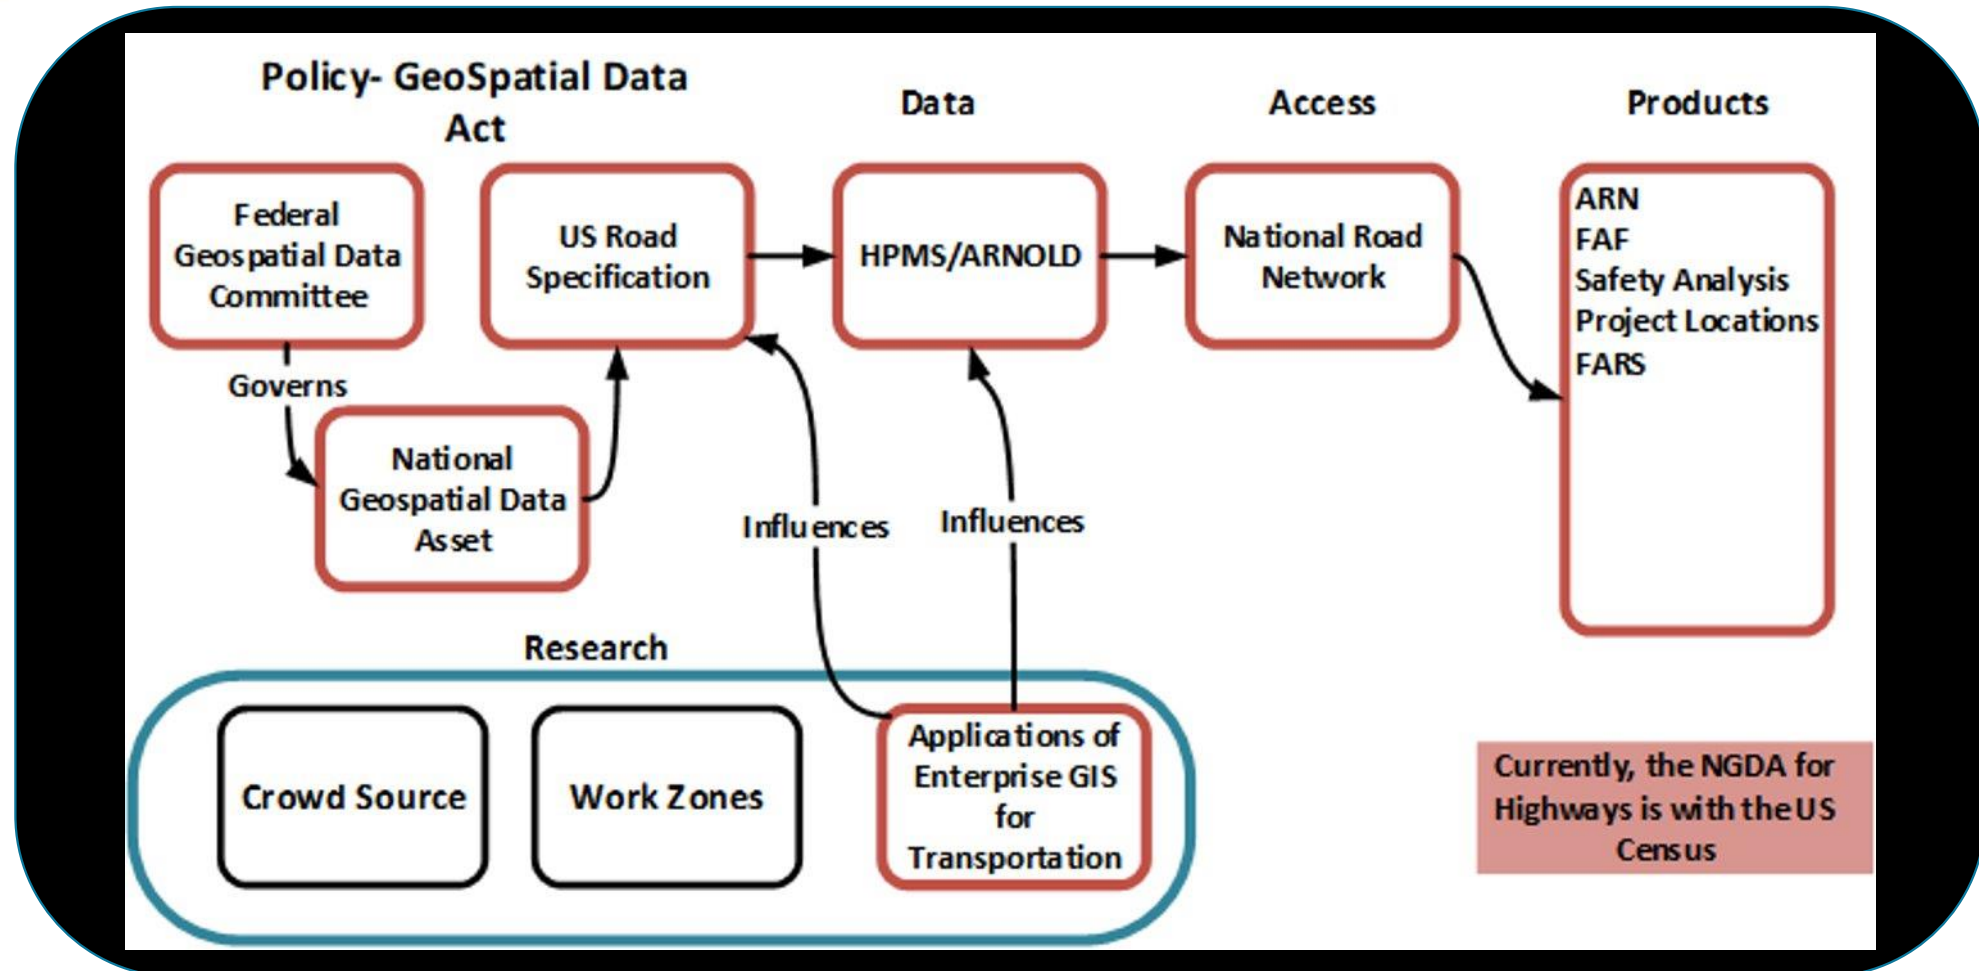 Policy- GeoSpatial Data
Act
Data
Access
Products
Federal
Geospatial Data
Committee
US Road
Specification
HPMS/ARNOLD
National Road
Network
ARN
FAF
Safety Analysis
Project Locations
FARS
Governs
National
Geospatial Data
Asset
Influences
Influences
Research
Crowd Source
Work Zones
Applications of
Enterprise GIS
for
Transportation
Currently, the NGDA for
Highways is with the US
Census